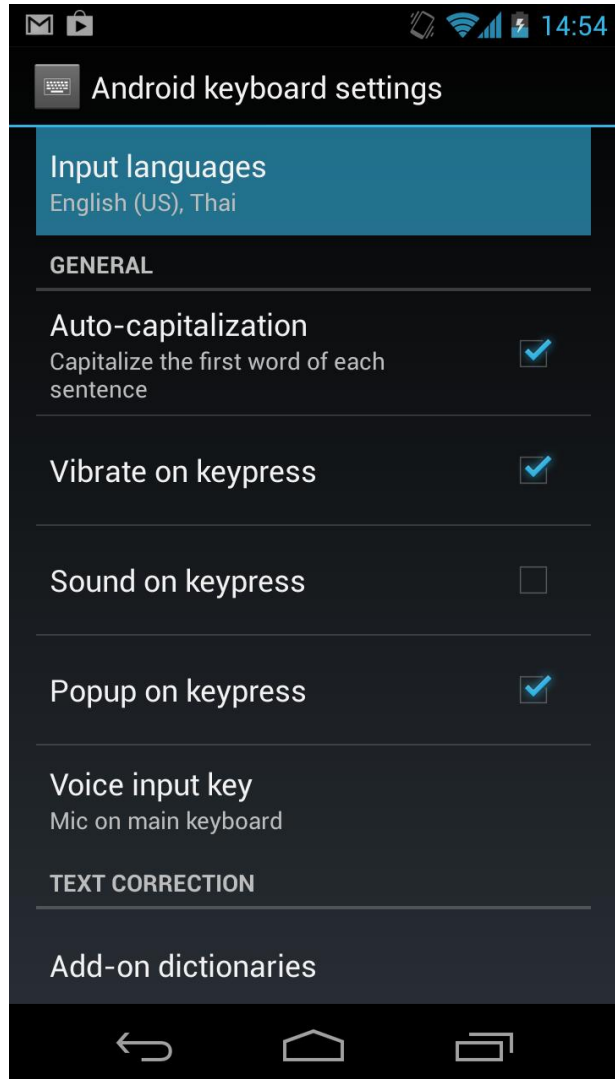 14:54
Android keyboard settings
Input languages
English (US), Thai
GENERAL
Auto-capitalization
Capitalize the first word of each
sentence
Vibrate on keypress
Sound on keypress
Popup on keypress
Voice input key
Mic on main keyboard
TEXT CORRECTION
Add-on dictionaries